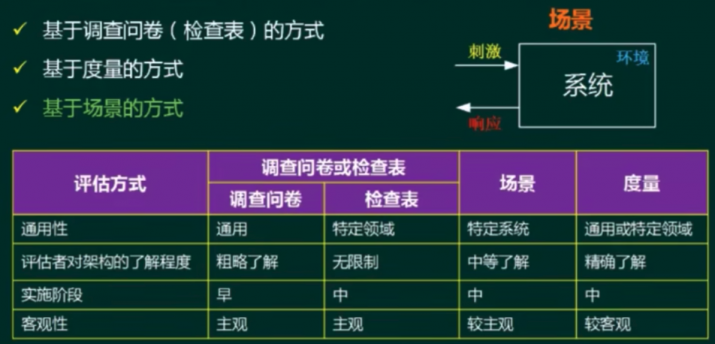 ✓ 基于调查问卷（检查表）的方式
✓ 基于度量的方式
✓ 基于场景的方式
场景
刺激
环境
系统
响应
评估方式 调查问卷或检查表 场景 度量
调查问卷 检查表
通用性 通用 特定领域 特定系统 通用或特定领域
评估者对架构的了解程度 粗略了解 无限制 中等了解 精确了解
实施阶段 早 中 中 中
客观性 主观 主观 较主观 较客观